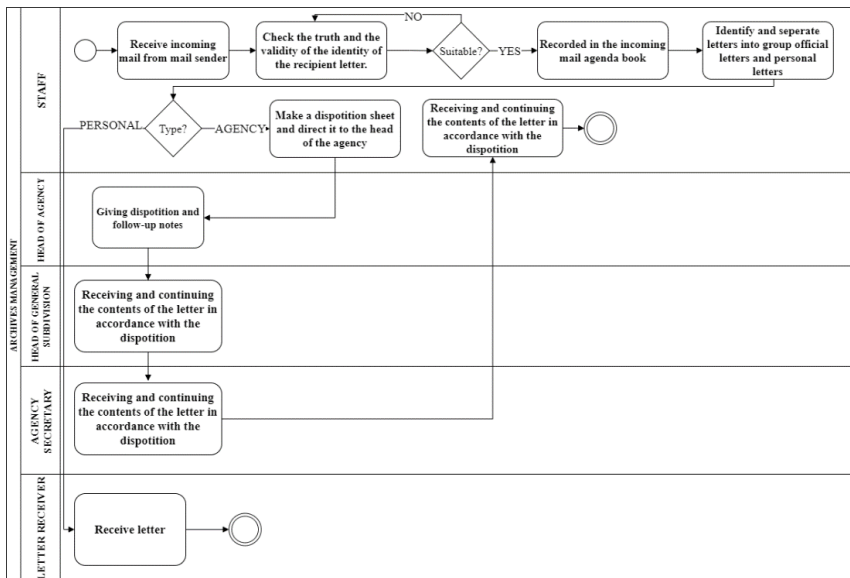 ARCHIVES MANAGEMENT
STAFF
NO
Receive incoming
mail from mail sender
Check the truth and the
validity of the identity of
the recipient letter.
Suitable?
YES
Recorded in the incoming
mail agenda book
Identify and seperate
letters into group official
letters and personal
letters
PERSONAL
Type?
AGENCY
Make a dispotition sheet
and direct it to the head
of the agency
Receiving and continuing
the contents of the letter in
accordance with the
dispotition
HEAD OF AGENCY
Giving dispotition and
follow-up notes
HEAD OF GENERAL
SUBDIVISION
Receiving and continuing
the contents of the letter in
accordance with the
dispotition
AGENCY
SECRETARY
Receiving and continuing
the contents of the letter in
accordance with the
dispotition
LETTER RECEIVER
Receive letter